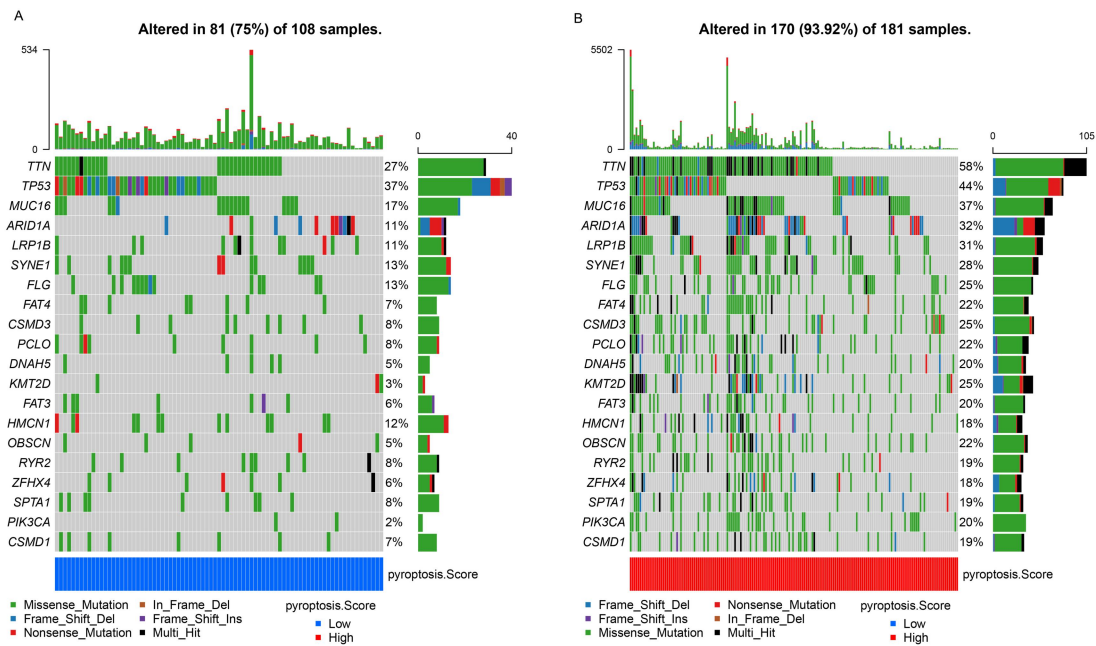 A
Altered in 81 (75%) of 108 samples.
534
0
0 40
TTN 27%
TP53 37%
MUC16 17%
ARID1A 11%
LRP1B 11%
SYNE1 13%
FLG 13%
FAT4 7%
CSMD3 8%
PCLO 8%
DNAH5 5%
KMT2D 3%
FAT3 6%
HMCN1 12%
OBSCN 5%
RYR2 8%
ZFHX4 6%
SPTA1 8%
PIK3CA 2%
CSMD1 7%
pyroptosis.Score
Missense_Mutation In_Frame_Del
Frame_Shift_Del Frame_Shift_Ins
Nonsense_Mutation Multi_Hit
pyroptosis.Score
Low
High
B
Altered in 170 (93.92%) of 181 samples.
5502
0
0 105
TTN 58%
TP53 44%
MUC16 37%
ARID1A 32%
LRP1B 31%
SYNE1 28%
FLG 25%
FAT4 22%
CSMD3 25%
PCLO 22%
DNAH5 20%
KMT2D 25%
FAT3 20%
HMCN1 18%
OBSCN 22%
RYR2 19%
ZFHX4 18%
SPTA1 19%
PIK3CA 20%
CSMD1 19%
pyroptosis.Score
Frame_Shift_Del Nonsense_Mutation
Frame_Shift_Ins In_Frame_Del
Missense_Mutation Multi_Hit
pyroptosis.Score
Low
High